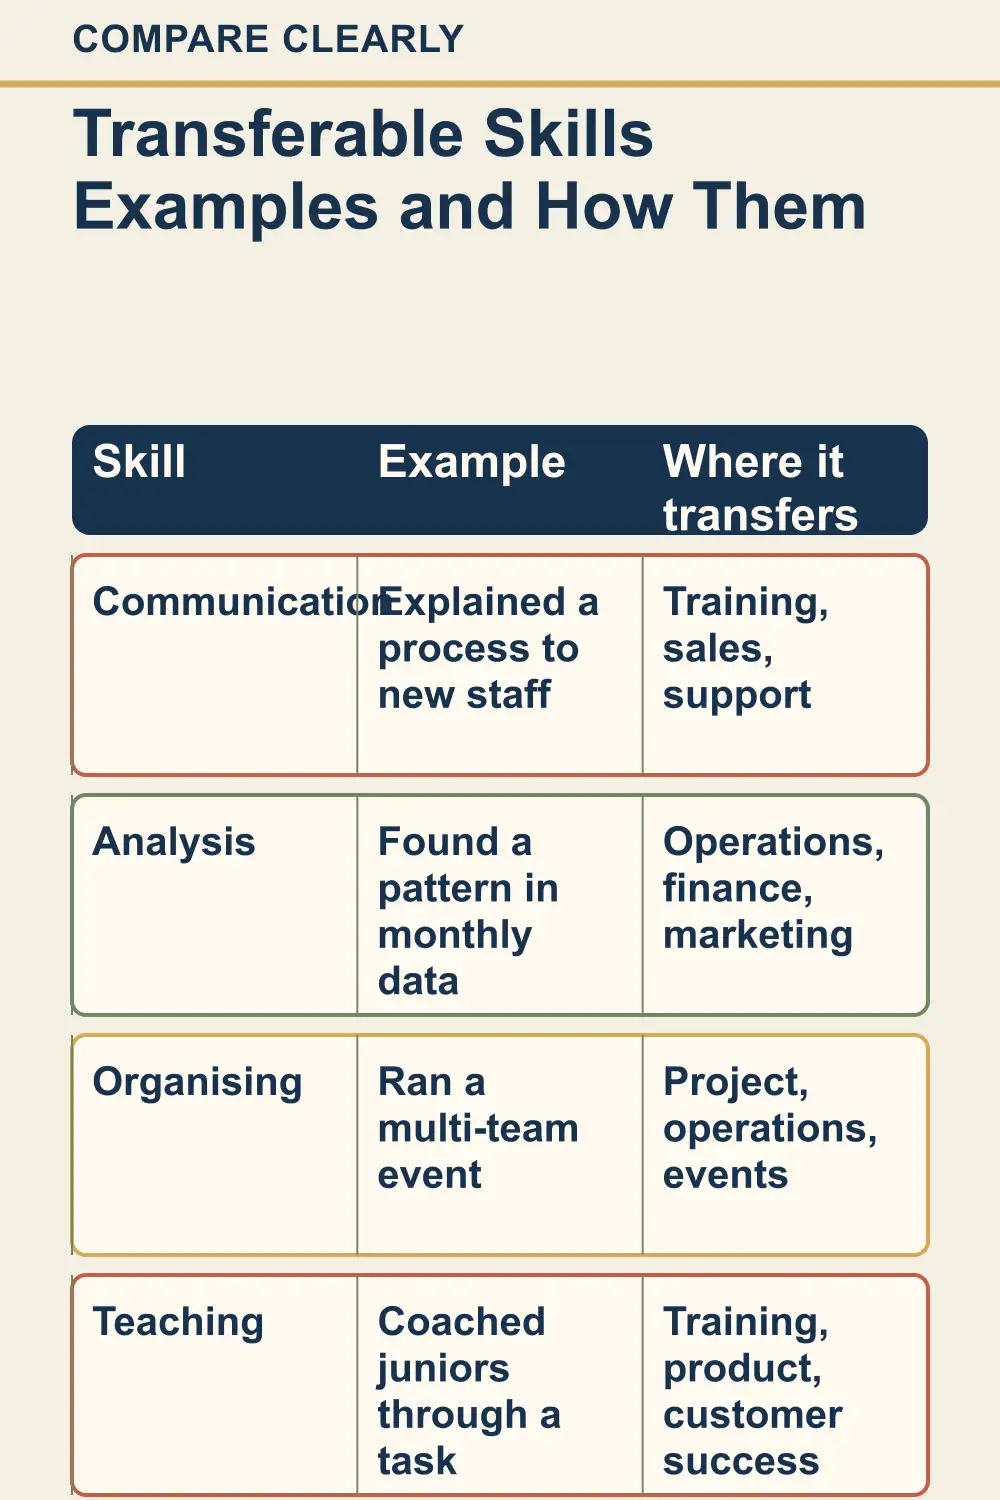 COMPARE CLEARLY
Transferable Skills
Examples and How Them
Skill
Example
Where it
transfers
Communication
Explained a
process to
new staff
Training,
sales,
support
Analysis
Found a
pattern in
monthly
data
Operations,
finance,
marketing
Organising
Ran a
multi-team
event
Project,
operations,
events
Teaching
Coached
juniors
through a
task
Training,
product,
customer
success